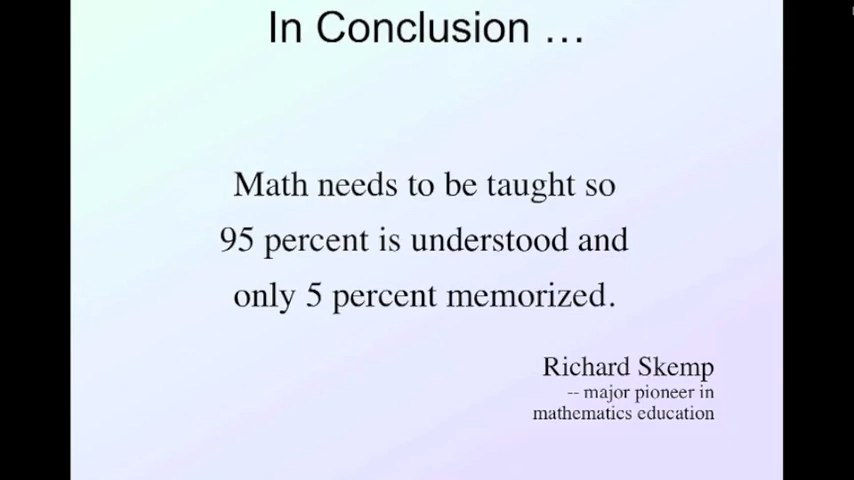 In Conclusion …
Math needs to be taught so
95 percent is understood and
only 5 percent memorized.
Richard Skemp
-- major pioneer in
mathematics education